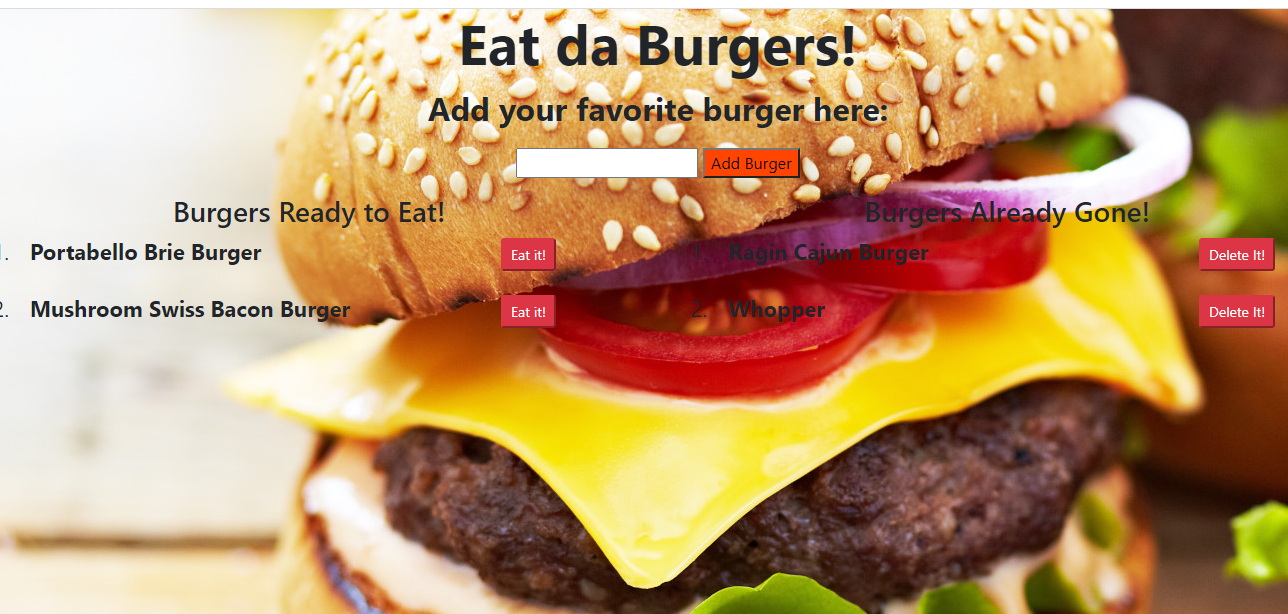 Eat da Burgers!
Add your favorite burger here:
Add Burger
Burgers Ready to Eat!
1. Portabello Brie Burger Eat it!
2. Mushroom Swiss Bacon Burger Eat it!
Burgers Already Gone!
1. Ragin Cajun Burger Delete It!
2. Whopper Delete It!